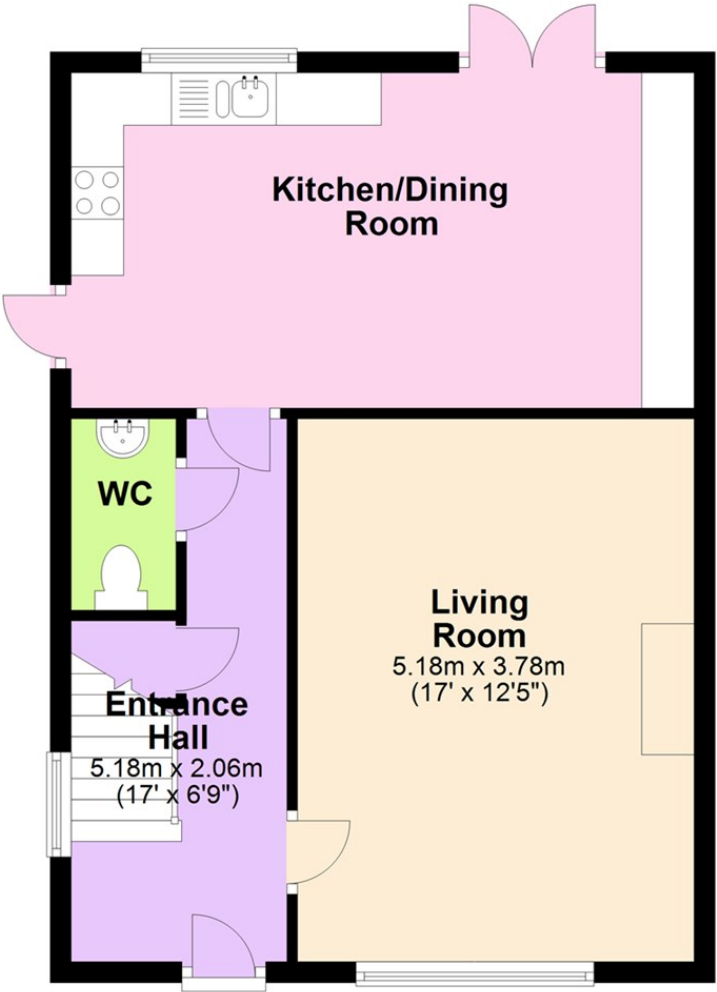 Kitchen/Dining
Room
WC
Living
Room
5.18m x 3.78m
(17' x 12'5")
Entrance
Hall
5.18m x 2.06m
(17' x 6'9")